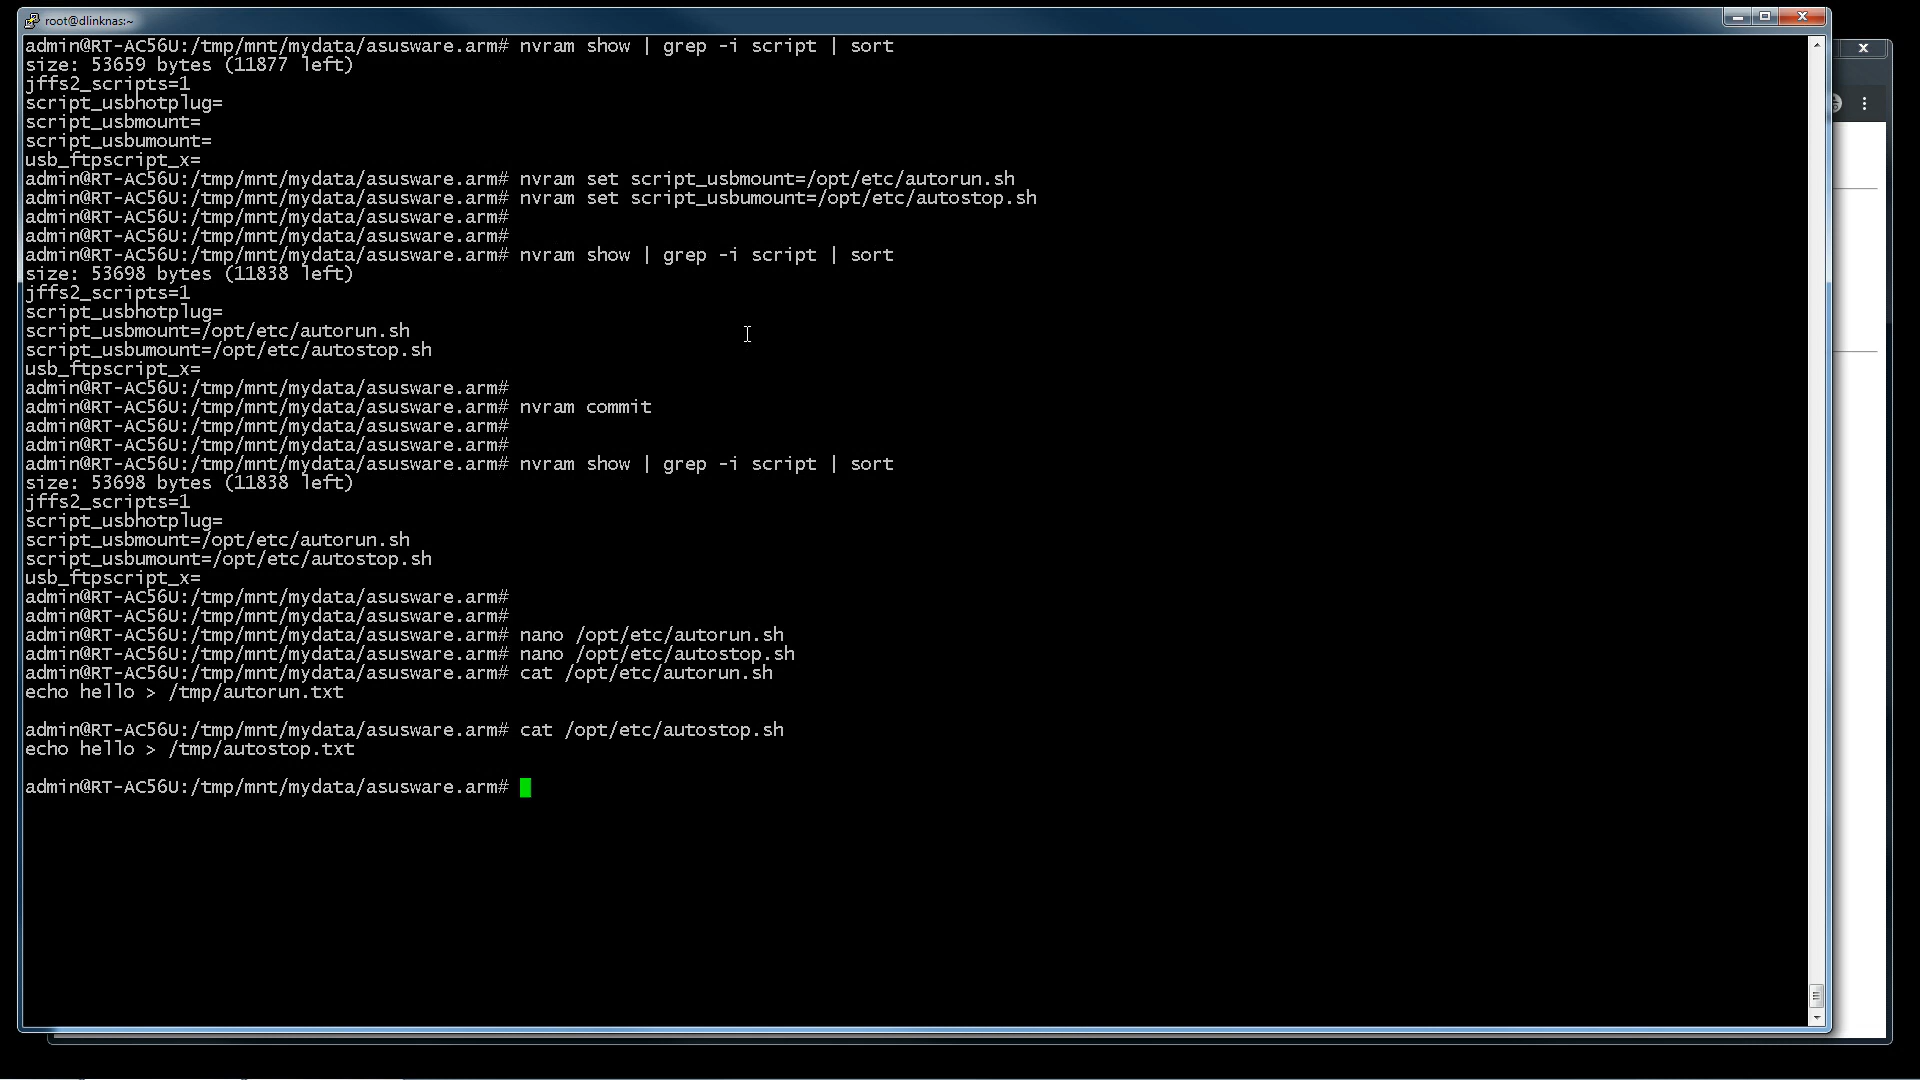 root@dlinknas:~
admin@RT-AC56U:/tmp/mnt/mydata/asusware.arm# nvram show | grep -i script | sort
size: 53659 bytes (11877 left)
jffs2_scripts=1
script_usbhotplug=
script_usbmount=
script_usbumount=
usb_ftpscript_x=
admin@RT-AC56U:/tmp/mnt/mydata/asusware.arm# nvram set script_usbmount=/opt/etc/autorun.sh
admin@RT-AC56U:/tmp/mnt/mydata/asusware.arm# nvram set script_usbumount=/opt/etc/autostop.sh
admin@RT-AC56U:/tmp/mnt/mydata/asusware.arm#
admin@RT-AC56U:/tmp/mnt/mydata/asusware.arm#
admin@RT-AC56U:/tmp/mnt/mydata/asusware.arm# nvram show | grep -i script | sort
size: 53698 bytes (11838 left)
jffs2_scripts=1
script_usbhotplug=
script_usbmount=/opt/etc/autorun.sh
script_usbumount=/opt/etc/autostop.sh
usb_ftpscript_x=
admin@RT-AC56U:/tmp/mnt/mydata/asusware.arm#
admin@RT-AC56U:/tmp/mnt/mydata/asusware.arm# nvram commit
admin@RT-AC56U:/tmp/mnt/mydata/asusware.arm#
admin@RT-AC56U:/tmp/mnt/mydata/asusware.arm#
admin@RT-AC56U:/tmp/mnt/mydata/asusware.arm# nvram show | grep -i script | sort
size: 53698 bytes (11838 left)
jffs2_scripts=1
script_usbhotplug=
script_usbmount=/opt/etc/autorun.sh
script_usbumount=/opt/etc/autostop.sh
usb_ftpscript_x=
admin@RT-AC56U:/tmp/mnt/mydata/asusware.arm#
admin@RT-AC56U:/tmp/mnt/mydata/asusware.arm#
admin@RT-AC56U:/tmp/mnt/mydata/asusware.arm# nano /opt/etc/autorun.sh
admin@RT-AC56U:/tmp/mnt/mydata/asusware.arm# nano /opt/etc/autostop.sh
admin@RT-AC56U:/tmp/mnt/mydata/asusware.arm# cat /opt/etc/autorun.sh
echo hello > /tmp/autorun.txt
admin@RT-AC56U:/tmp/mnt/mydata/asusware.arm# cat /opt/etc/autostop.sh
echo hello > /tmp/autostop.txt
admin@RT-AC56U:/tmp/mnt/mydata/asusware.arm#